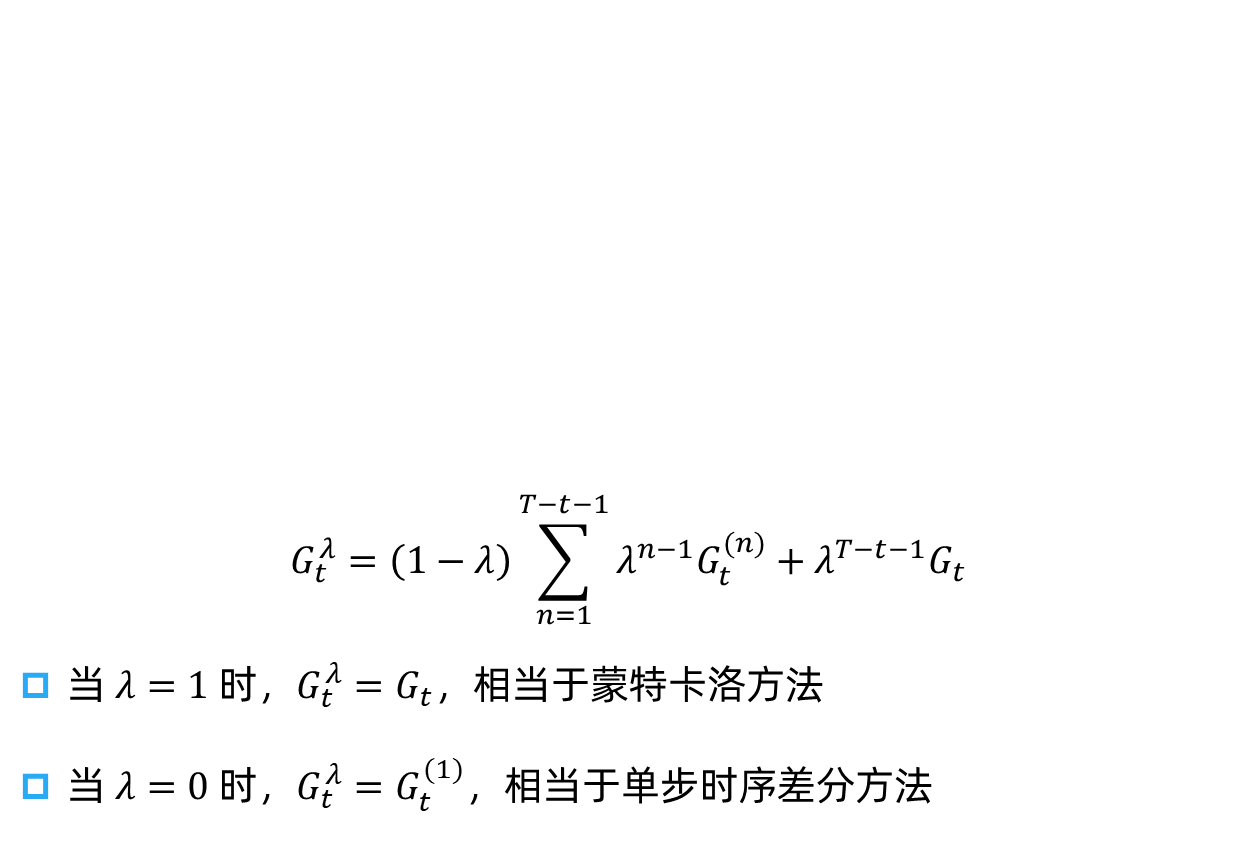 G_t^λ = (1 − λ) ∑_{n=1}^{T−t−1} λ^{n−1} G_t^{(n)} + λ^{T−t−1} G_t
当 λ = 1 时，G_t^λ = G_t，相当于蒙特卡洛方法
当 λ = 0 时，G_t^λ = G_t^{(1)}，相当于单步时序差分方法